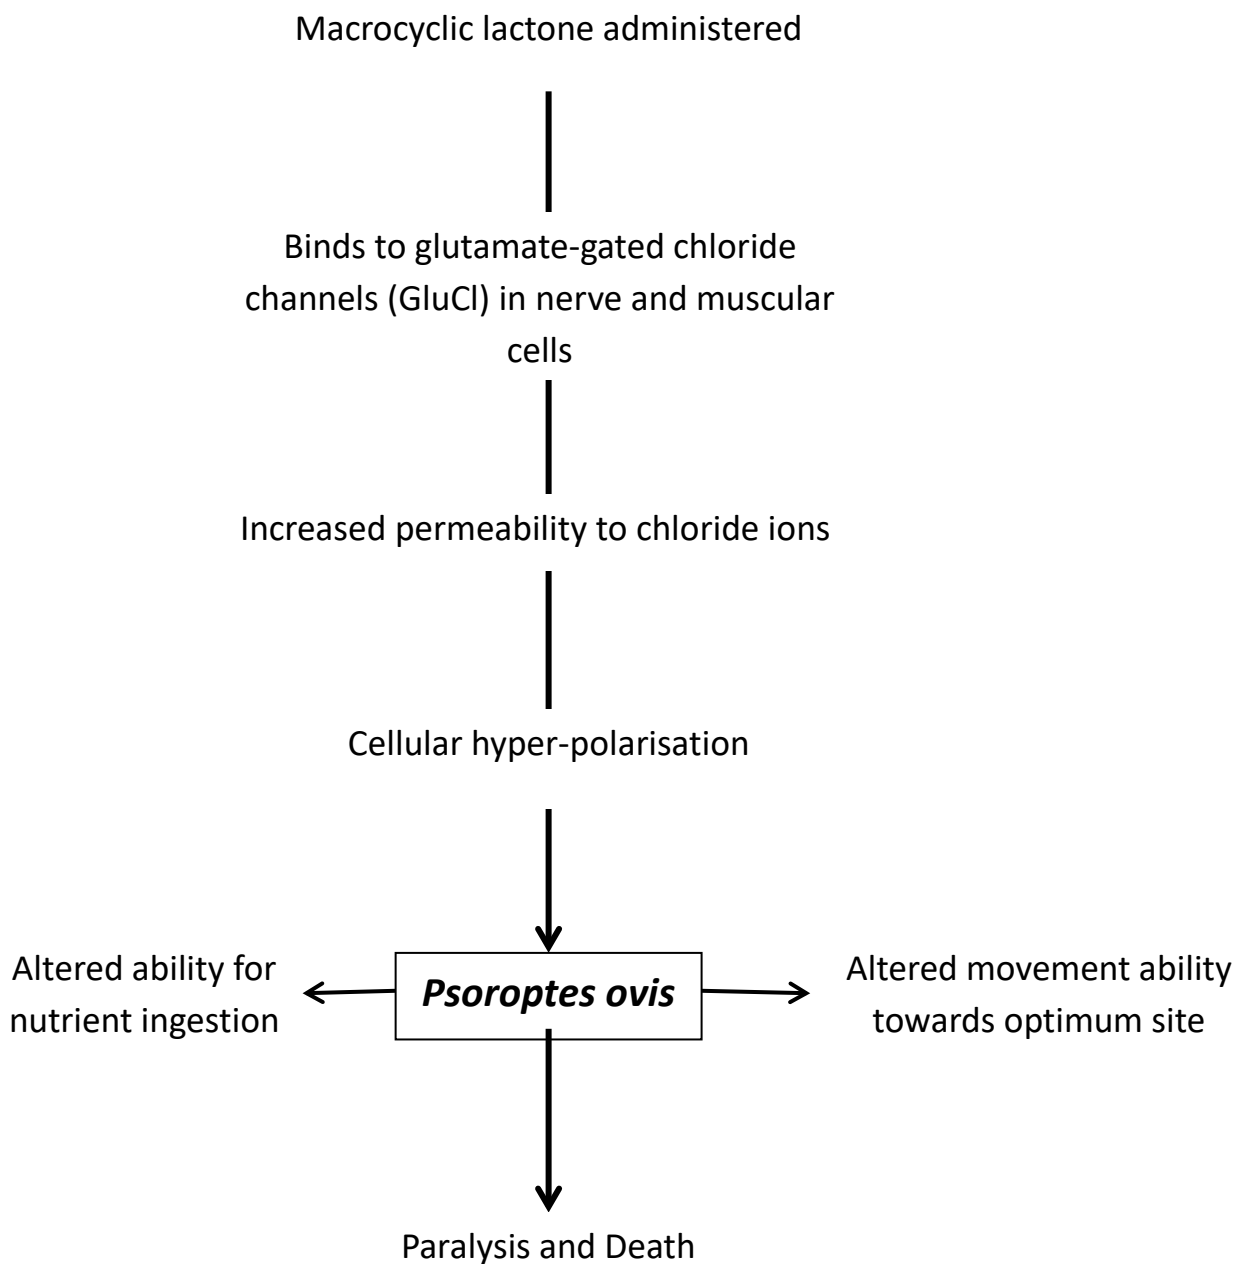 Macrocyclic lactone administered
Binds to glutamate-gated chloride
channels (GluCl) in nerve and muscular
cells
Increased permeability to chloride ions
Cellular hyper-polarisation
Altered ability for
nutrient ingestion
Psoroptes ovis
Altered movement ability
towards optimum site
Paralysis and Death